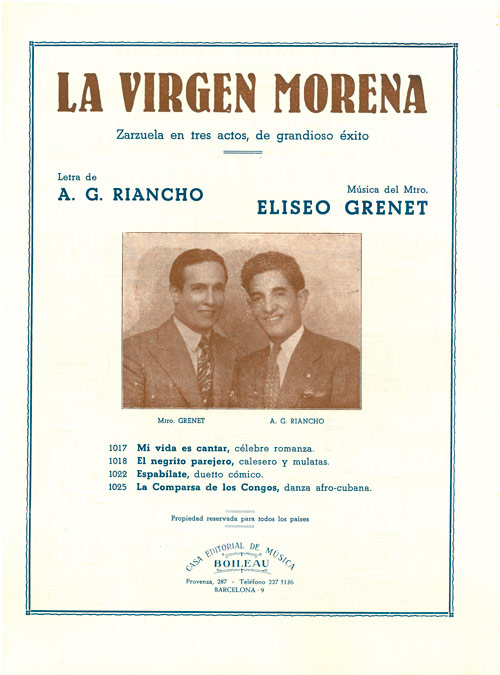 LA VIRGEN MORENA
Zarzuela en tres actos, de grandioso éxito
Letra de
A. G. RIANCHO
Música del Mtro.
ELISEO GRENET
Mtro. GRENET
A. G. RIANCHO
1017 Mi vida es cantar, célebre romanza.
1018 El negrito parejero, calesero y mulatas.
1022 Espabílate, duetto cómico.
1025 La Comparsa de los Congos, danza afro-cubana.
Propiedad reservada para todos los países
CASA EDITORIAL DE MÚSICA
BOILEAU
Provenza, 287 - Teléfono 227 5186
BARCELONA - 9